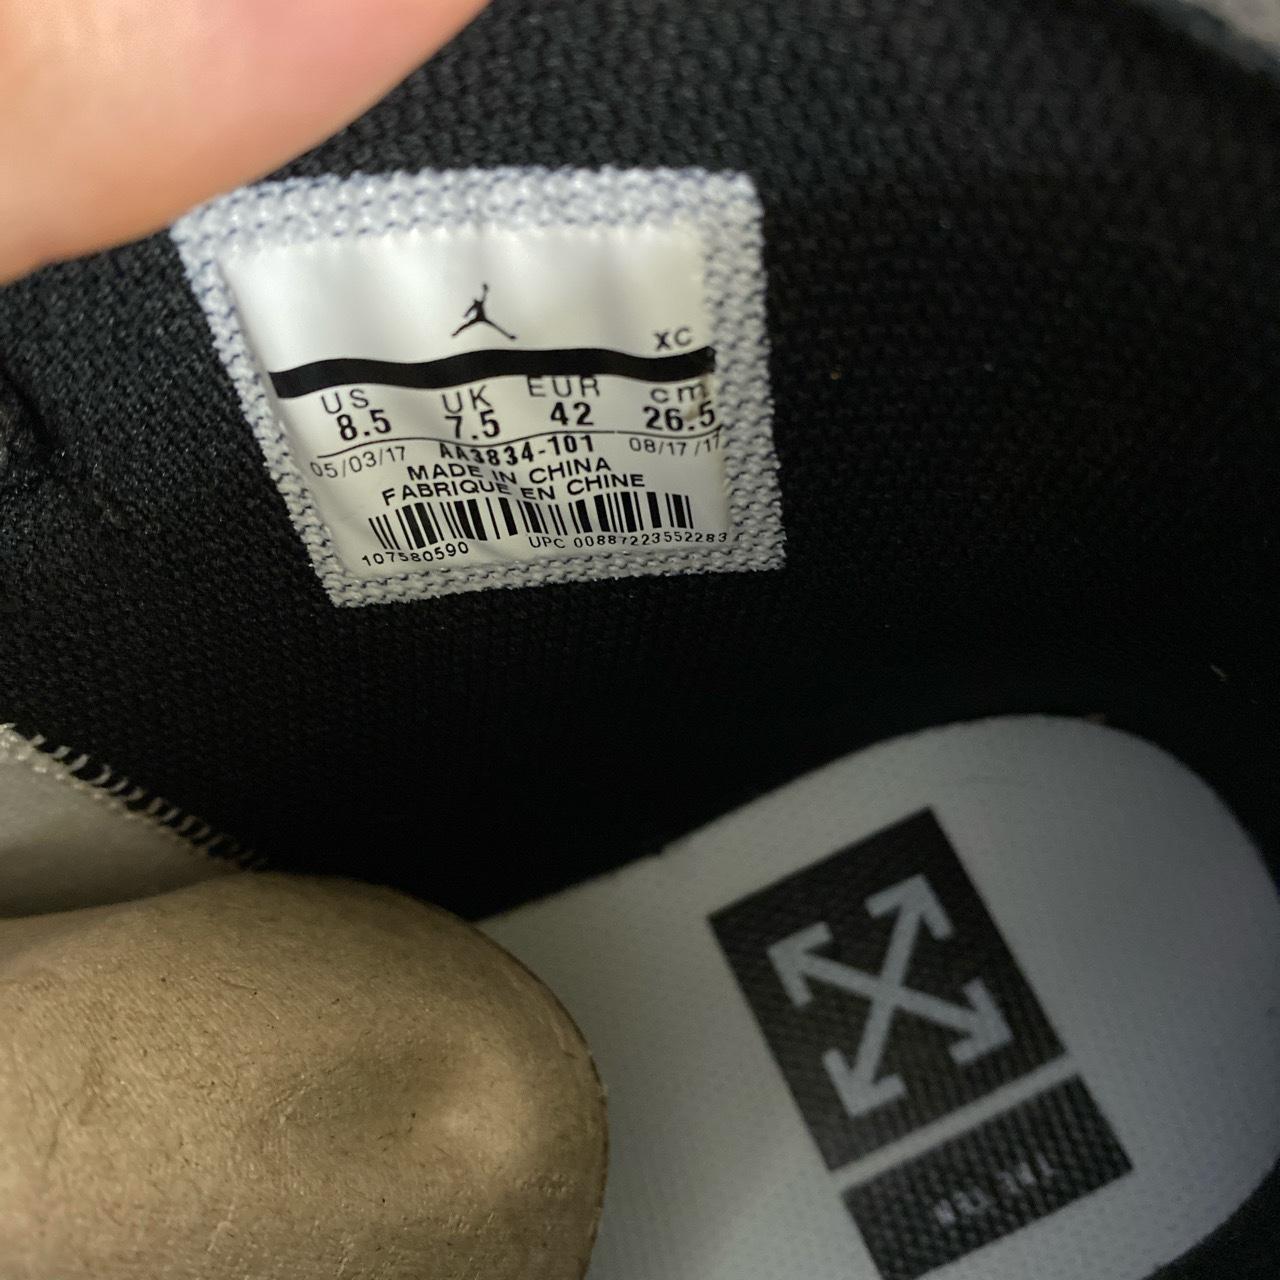 XC
US UK EUR cm
8.5 7.5 42 26.5
05/03/17 AA3834-101 08/17/17
MADE IN CHINA
FABRIQUE EN CHINE
107580590 UPC 00887223552283